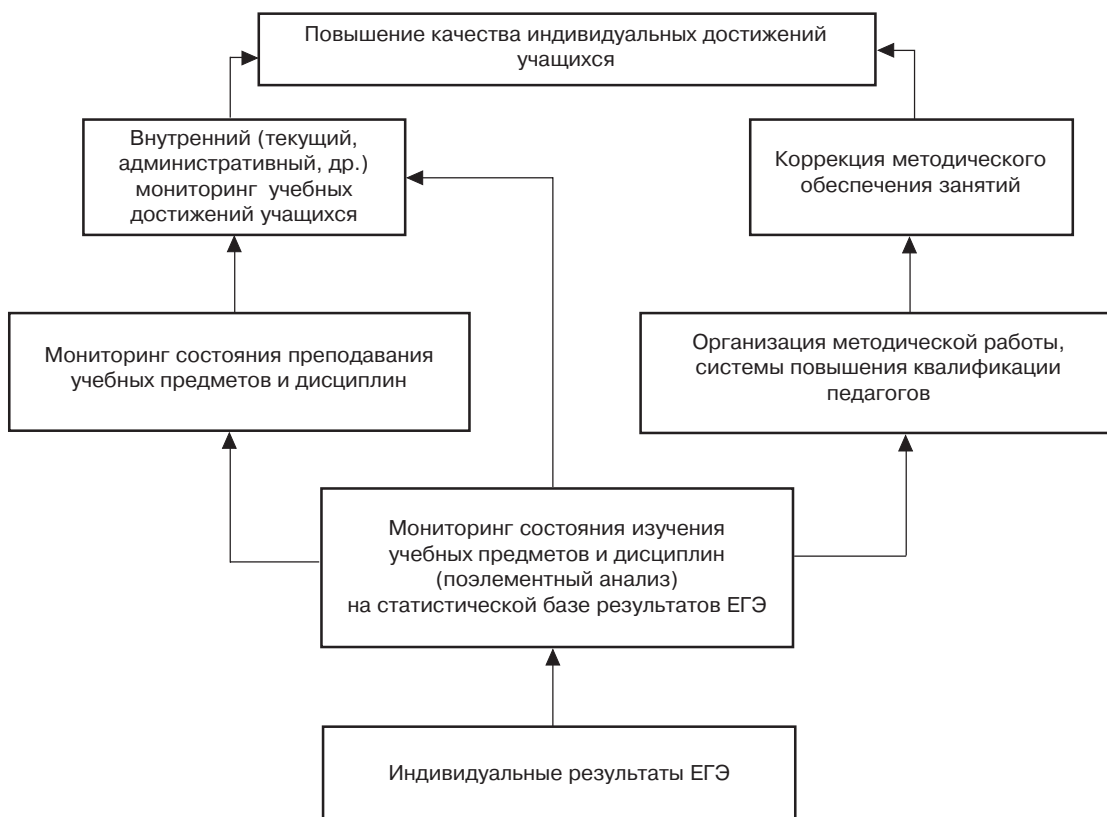 Повышение качества индивидуальных достижений
учащихся
Внутренний (текущий,
административный, др.)
мониторинг учебных
достижений учащихся
Коррекция методического
обеспечения занятий
Мониторинг состояния преподавания
учебных предметов и дисциплин
Организация методической работы,
системы повышения квалификации
педагогов
Мониторинг состояния изучения
учебных предметов и дисциплин
(поэлементный анализ)
на статистической базе результатов ЕГЭ
Индивидуальные результаты ЕГЭ